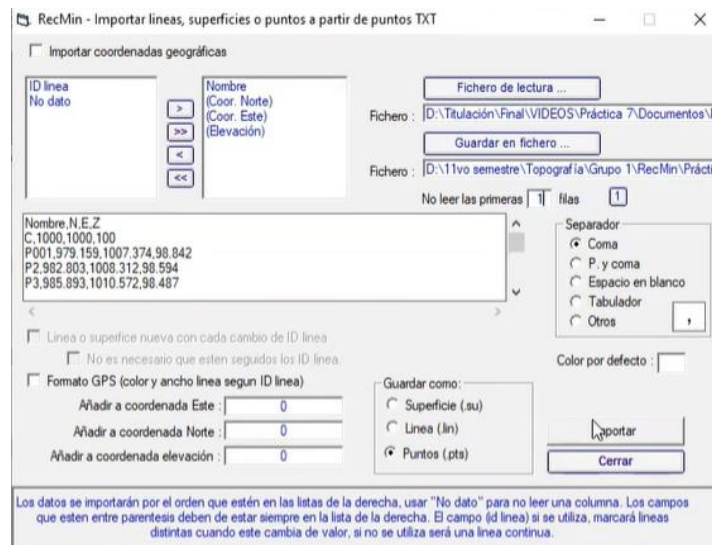 RecMin - Importar lineas, superficies o puntos a partir de puntos TXT
Importar coordenadas geográficas
ID linea
No dato
>
>>
<
<<
Nombre
(Coor. Norte)
(Coor. Este)
(Elevación)
Fichero de lectura ...
Fichero : D:\Titulación\Final\VIDEOS\Práctica 7\Documentos\
Guardar en fichero ...
Fichero : D:\11vo semestre\Topografía\Grupo 1\RecMin\Prácti
No leer las primeras 1 filas 1
Nombre,N,E,Z
C,1000,1000,100
P001,979.159,1007.374,98.842
P2,982.803,1008.312,98.594
P3,985.893,1010.572,98.487
Separador
Coma
P. y coma
Espacio en blanco
Tabulador
Otros ,
Linea o superfice nueva con cada cambio de ID linea
No es necesario que esten seguidos los ID linea.
Color por defecto :
Formato GPS (color y ancho linea segun ID linea)
Añadir a coordenada Este : 0
Añadir a coordenada Norte : 0
Añadir a coordenada elevación : 0
Guardar como:
Superficie (.su)
Linea (.lin)
Puntos (.pts)
Importar
Cerrar
Los datos se importarán por el orden que estén en las listas de la derecha, usar "No dato" para no leer una columna. Los campos
que esten entre parentesis deben de estar siempre en la lista de la derecha. El campo (id linea) si se utiliza, marcará lineas
distintas cuando este cambia de valor, si no se utiliza será una linea continua.